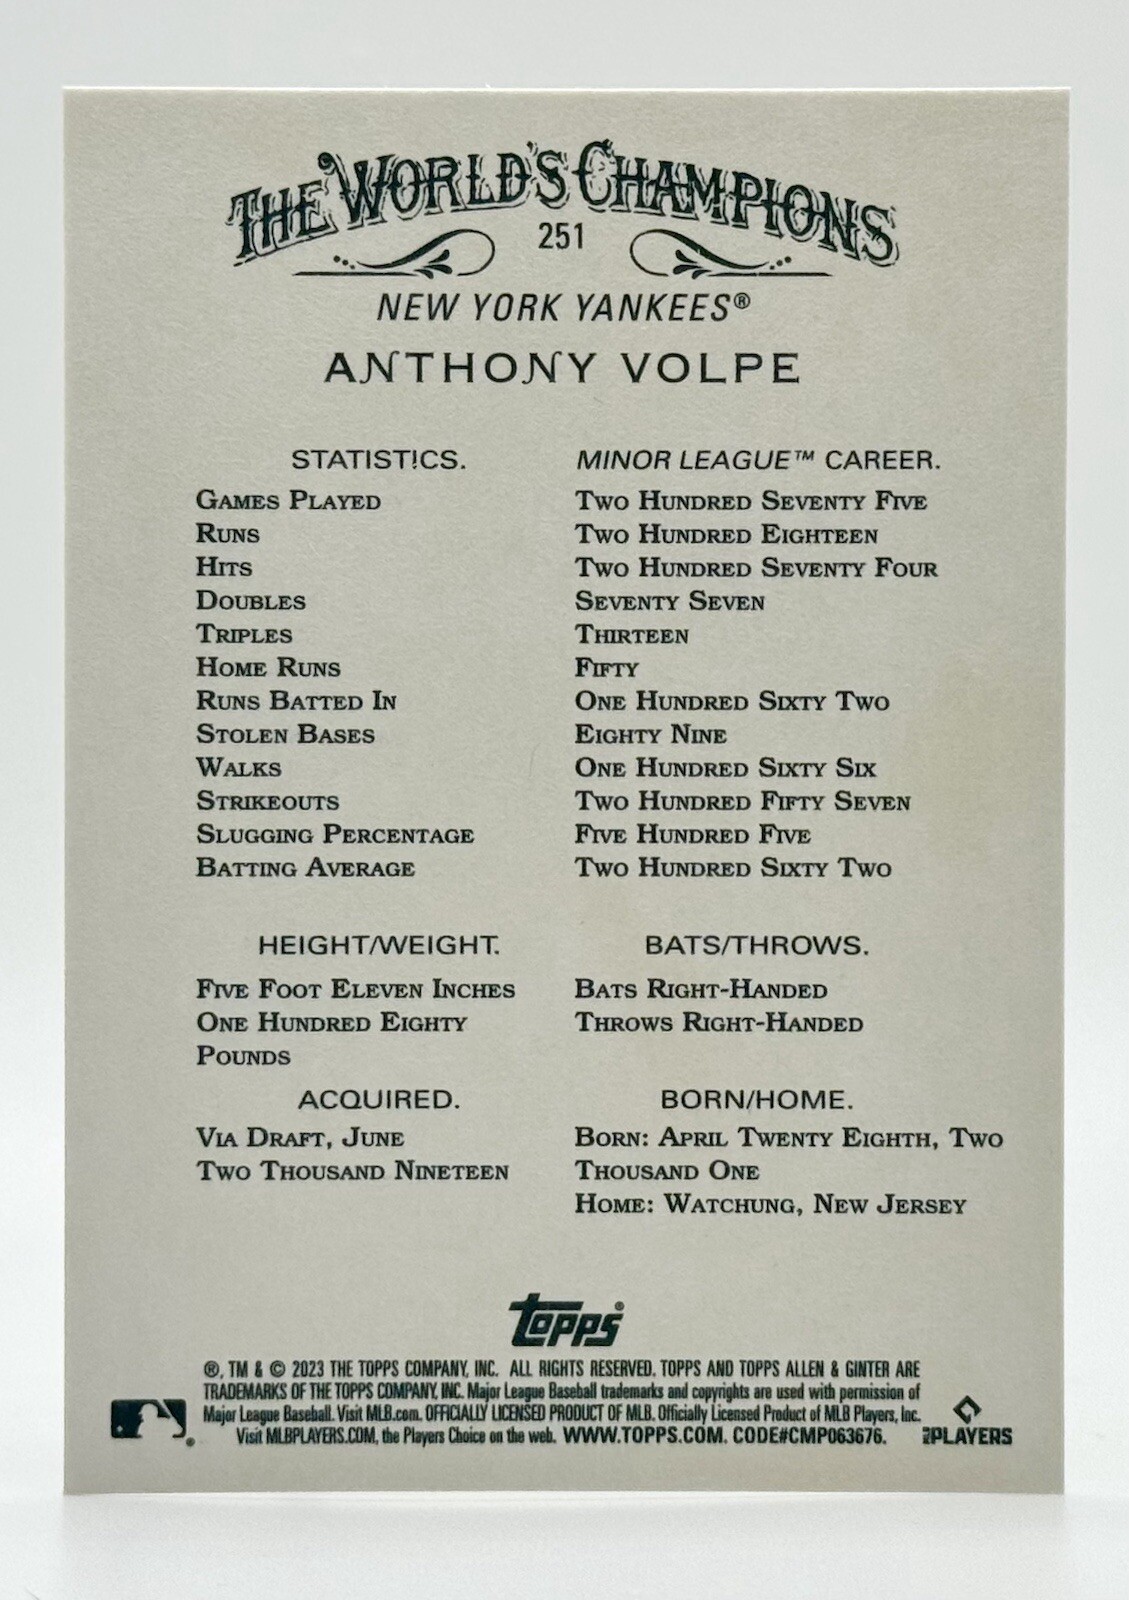 THE WORLD'S CHAMPIONS
251
NEW YORK YANKEES®
ANTHONY VOLPE
STATISTICS. MINOR LEAGUE™ CAREER.
GAMES PLAYED TWO HUNDRED SEVENTY FIVE
RUNS TWO HUNDRED EIGHTEEN
HITS TWO HUNDRED SEVENTY FOUR
DOUBLES SEVENTY SEVEN
TRIPLES THIRTEEN
HOME RUNS FIFTY
RUNS BATTED IN ONE HUNDRED SIXTY TWO
STOLEN BASES EIGHTY NINE
WALKS ONE HUNDRED SIXTY SIX
STRIKEOUTS TWO HUNDRED FIFTY SEVEN
SLUGGING PERCENTAGE FIVE HUNDRED FIVE
BATTING AVERAGE TWO HUNDRED SIXTY TWO
HEIGHT/WEIGHT. BATS/THROWS.
FIVE FOOT ELEVEN INCHES BATS RIGHT-HANDED
ONE HUNDRED EIGHTY THROWS RIGHT-HANDED
POUNDS
ACQUIRED. BORN/HOME.
VIA DRAFT, JUNE BORN: APRIL TWENTY EIGHTH, TWO
TWO THOUSAND NINETEEN THOUSAND ONE
HOME: WATCHUNG, NEW JERSEY
topps®
®, TM & © 2023 THE TOPPS COMPANY, INC. ALL RIGHTS RESERVED. TOPPS AND TOPPS ALLEN & GINTER ARE
TRADEMARKS OF THE TOPPS COMPANY, INC. Major League Baseball trademarks and copyrights are used with permission of
Major League Baseball. Visit MLB.com. OFFICIALLY LICENSED PRODUCT OF MLB. Officially Licensed Product of MLB Players, Inc.
Visit MLBPLAYERS.COM, the Players Choice on the web. WWW.TOPPS.COM. CODE#CMP063676.
PLAYERS